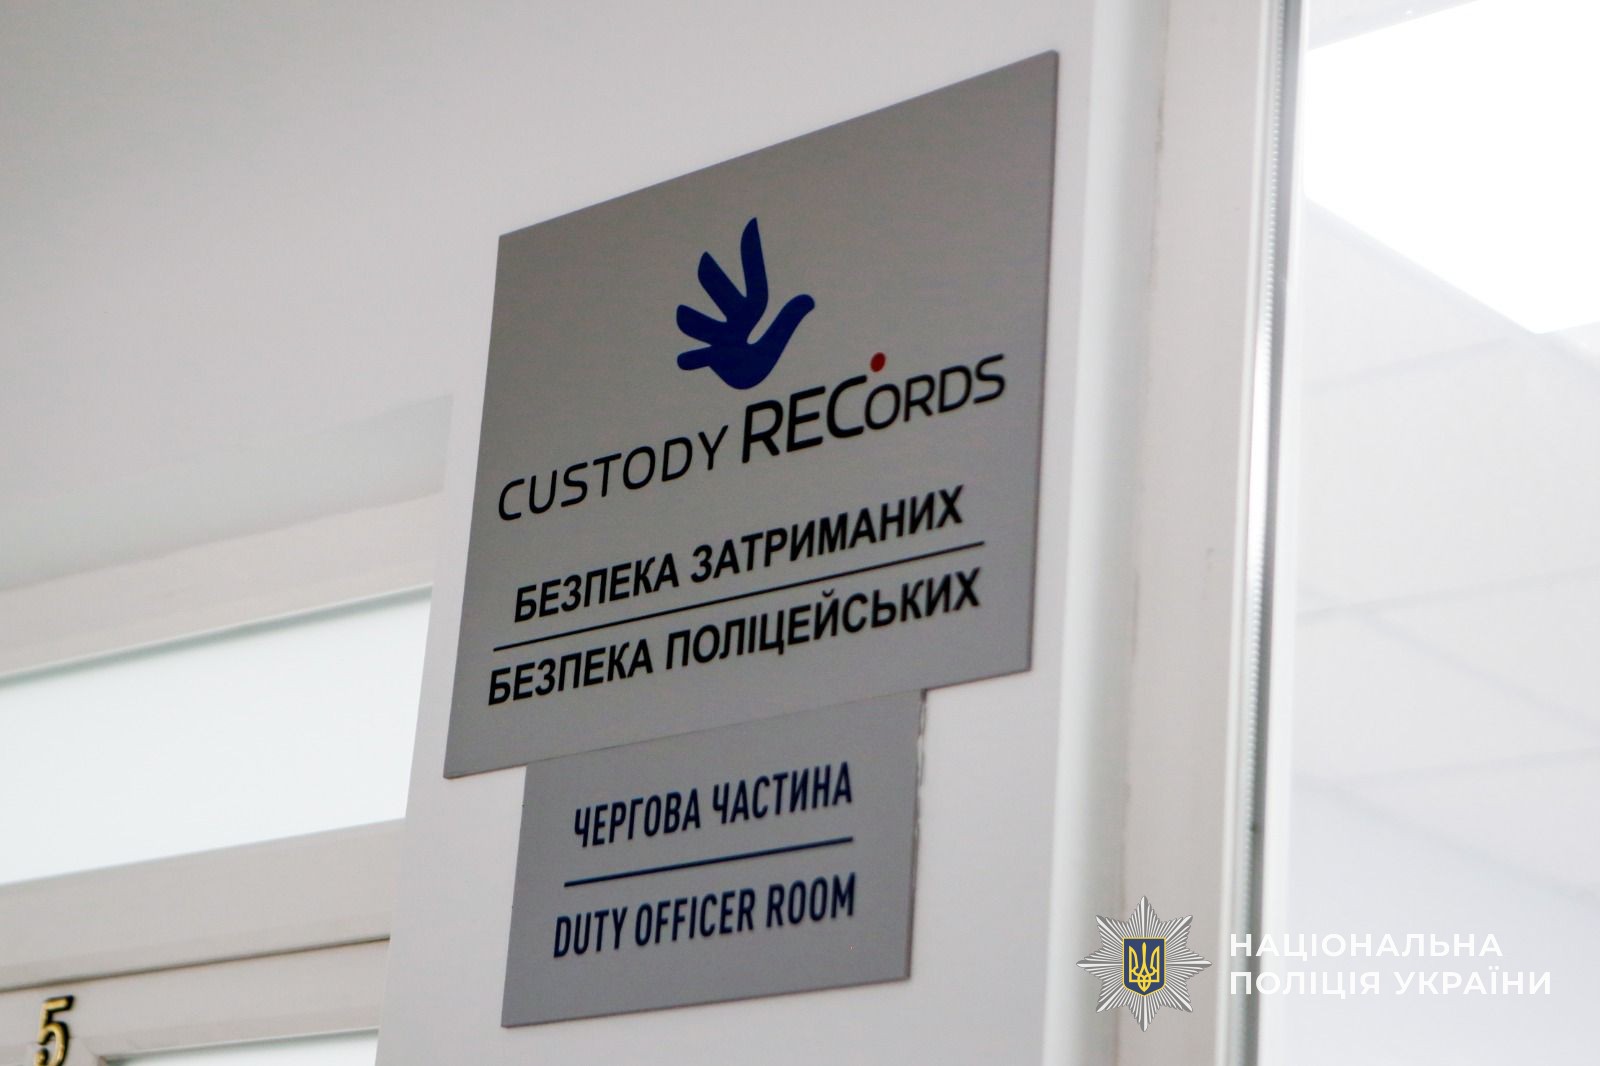 CUSTODY RECORDS
БЕЗПЕКА ЗАТРИМАНИХ
БЕЗПЕКА ПОЛІЦЕЙСЬКИХ
ЧЕРГОВА ЧАСТИНА
DUTY OFFICER ROOM
5
НАЦІОНАЛЬНА
ПОЛІЦІЯ УКРАЇНИ